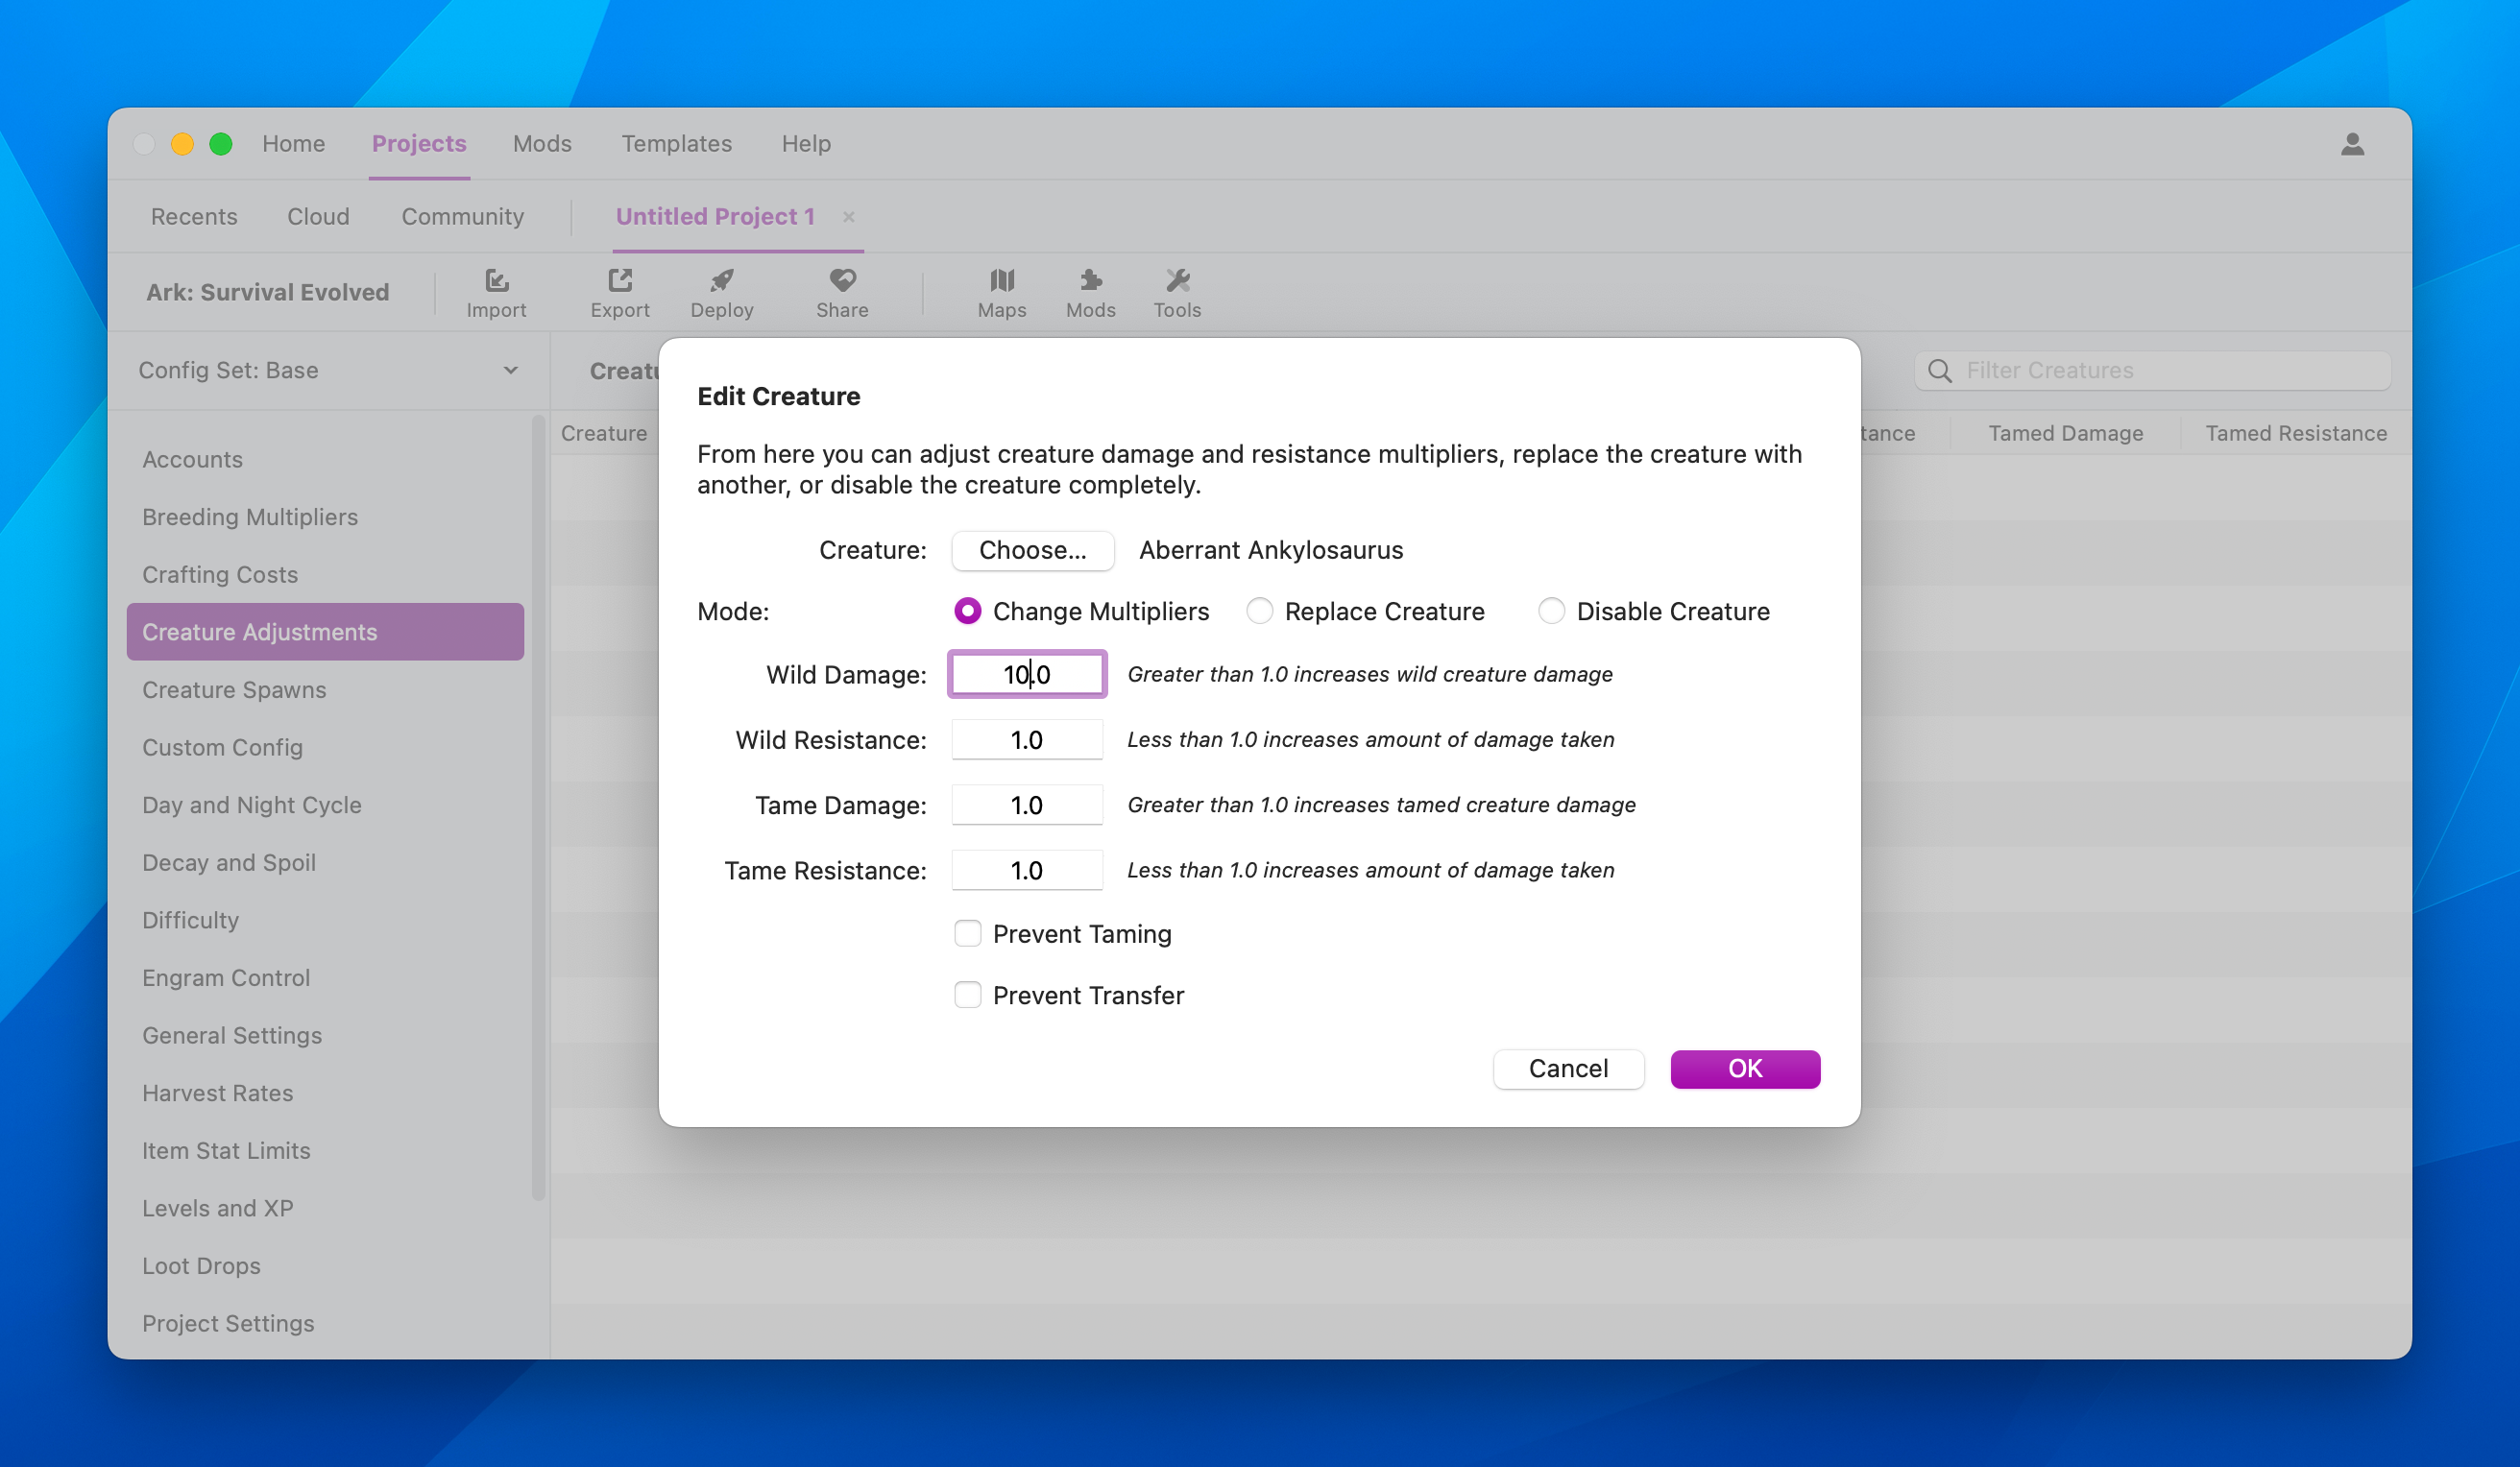 Home Projects Mods Templates Help
Recents Cloud Community Untitled Project 1 ×
Ark: Survival Evolved Import Export Deploy Share Maps Mods Tools
Config Set: Base
Creatu
Filter Creatures
Creature
tance Tamed Damage Tamed Resistance
Accounts
Breeding Multipliers
Crafting Costs
Creature Adjustments
Creature Spawns
Custom Config
Day and Night Cycle
Decay and Spoil
Difficulty
Engram Control
General Settings
Harvest Rates
Item Stat Limits
Levels and XP
Loot Drops
Project Settings
Edit Creature
From here you can adjust creature damage and resistance multipliers, replace the creature with
another, or disable the creature completely.
Creature: Choose... Aberrant Ankylosaurus
Mode: Change Multipliers Replace Creature Disable Creature
Wild Damage: 10.0 Greater than 1.0 increases wild creature damage
Wild Resistance: 1.0 Less than 1.0 increases amount of damage taken
Tame Damage: 1.0 Greater than 1.0 increases tamed creature damage
Tame Resistance: 1.0 Less than 1.0 increases amount of damage taken
Prevent Taming
Prevent Transfer
Cancel OK